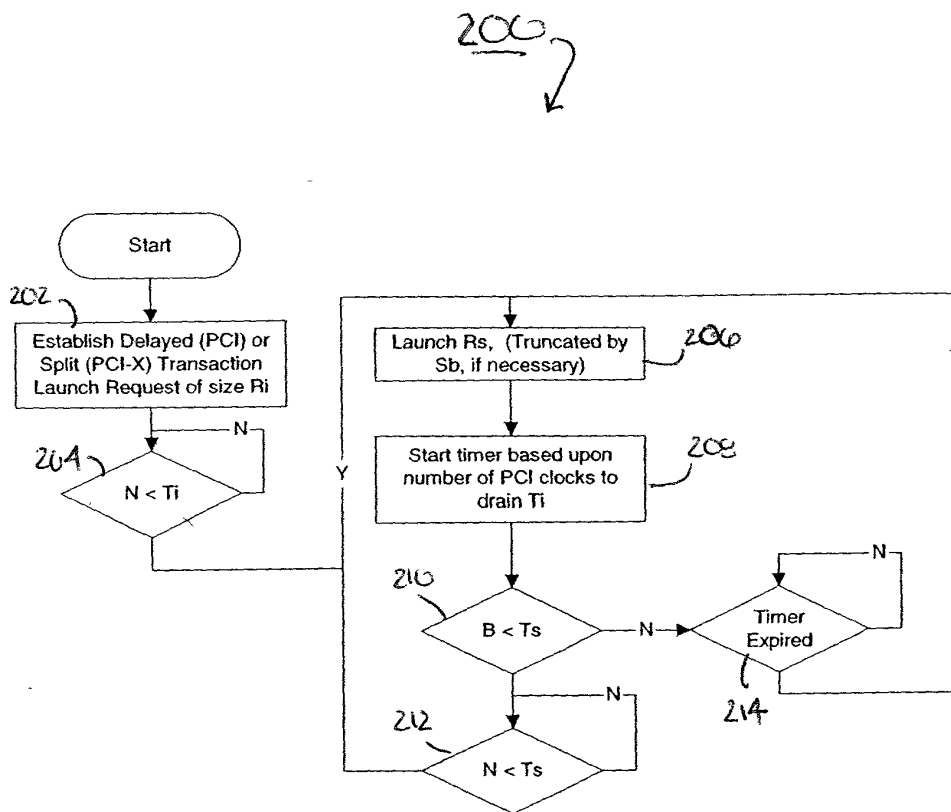 200
Start
202
Establish Delayed (PCI) or
Split (PCI-X) Transaction
Launch Request of size Ri
N
204
N < Ti
Y
Launch Rs, (Truncated by
Sb, if necessary)
206
Start timer based upon
number of PCI clocks to
drain Ti
208
210
B < Ts
N
N
Timer
Expired
214
N
212
N < Ts